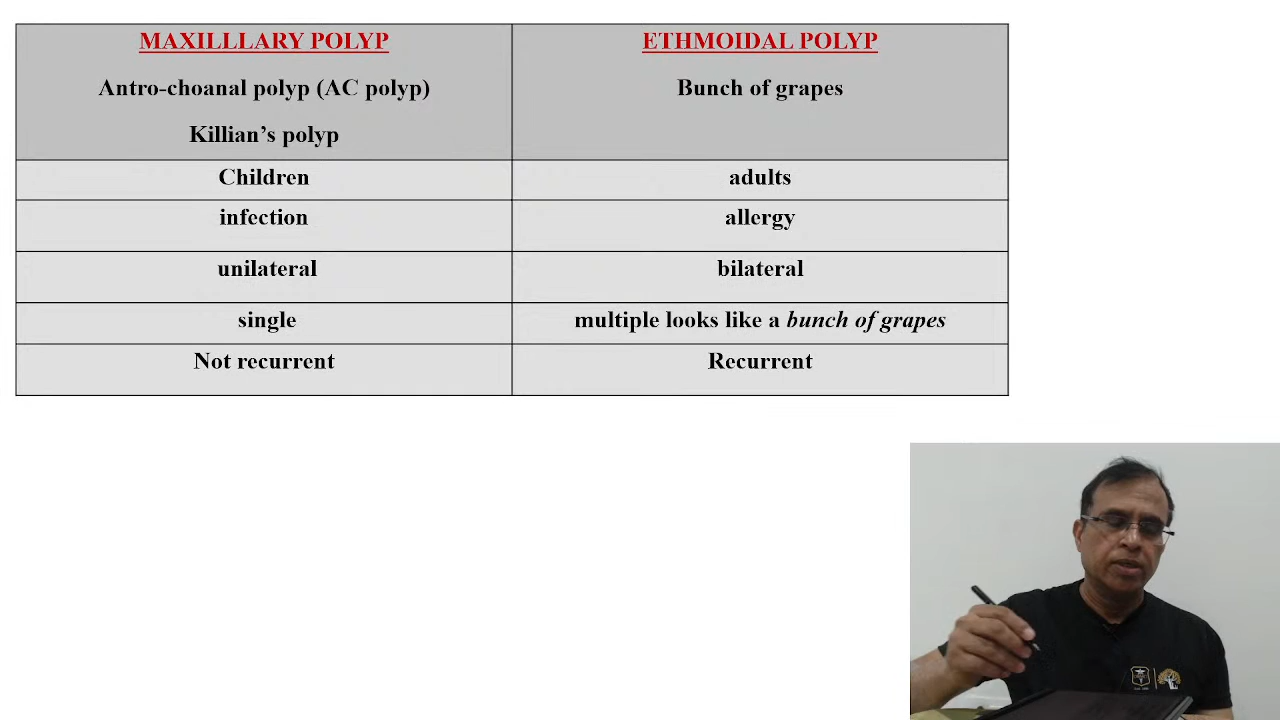 MAXILLLARY POLYP
Antro-choanal polyp (AC polyp)
Killian's polyp
ETHMOIDAL POLYP
Bunch of grapes
Children
adults
infection
allergy
unilateral
bilateral
single
multiple looks like a bunch of grapes
Not recurrent
Recurrent